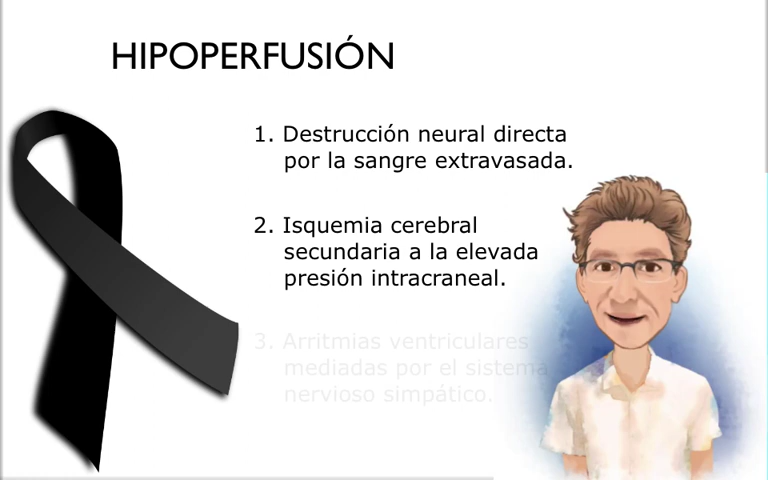 HIPOPERFUSIÓN
1. Destrucción neural directa
por la sangre extravasada.
2. Isquemia cerebral
secundaria a la elevada
presión intracraneal.
3. Arritmias ventriculares
mediadas por el sistema
nervioso simpático.